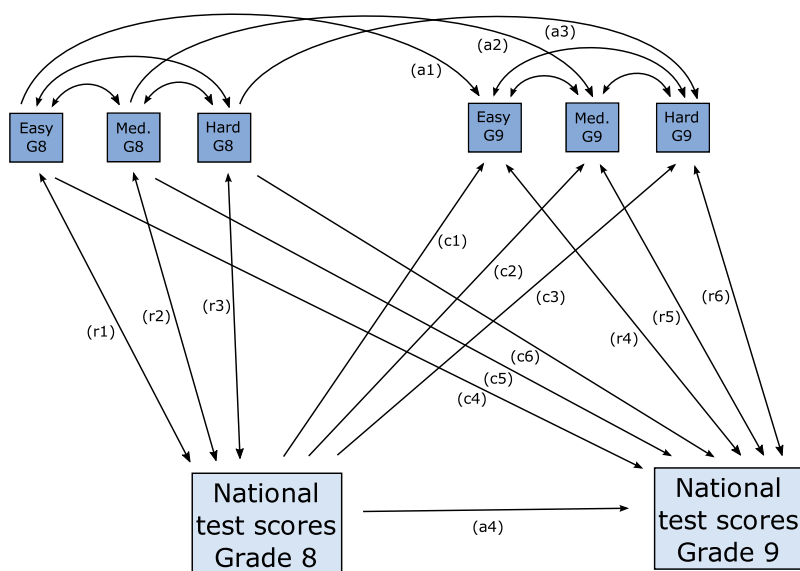 (a1)
(a2)
(a3)
Easy
G8
Med.
G8
Hard
G8
Easy
G9
Med.
G9
Hard
G9
(c1)
(c2)
(c3)
(r1)
(r2)
(r3)
(r4)
(r5)
(r6)
(c6)
(c5)
(c4)
National
test scores
Grade 8
(a4)
National
test scores
Grade 9